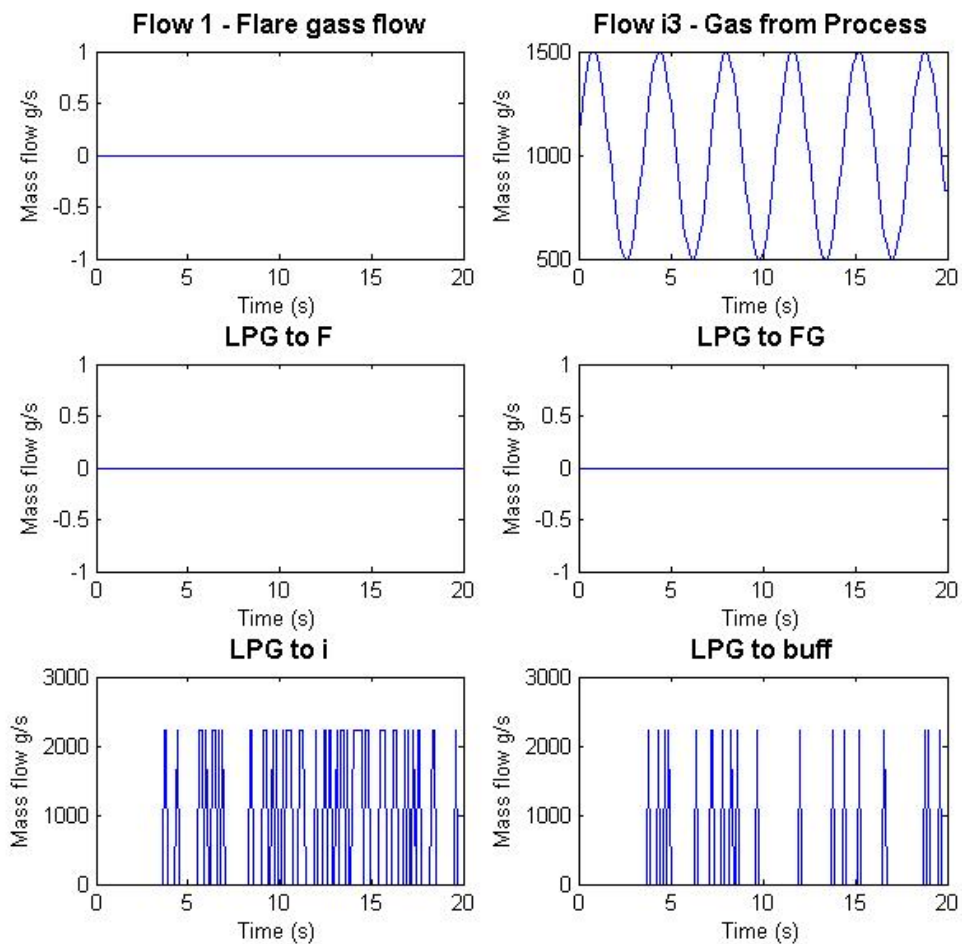 Flow 1 - Flare gass flow
Mass flow g/s
1
0.5
0
-0.5
-1
0 5 10 15 20
Time (s)
Flow i3 - Gas from Process
Mass flow g/s
1500
1000
500
0 5 10 15 20
Time (s)
LPG to F
Mass flow g/s
1
0.5
0
-0.5
-1
0 5 10 15 20
Time (s)
LPG to FG
Mass flow g/s
1
0.5
0
-0.5
-1
0 5 10 15 20
Time (s)
LPG to i
Mass flow g/s
3000
2000
1000
0
0 5 10 15 20
Time (s)
LPG to buff
Mass flow g/s
3000
2000
1000
0
0 5 10 15 20
Time (s)